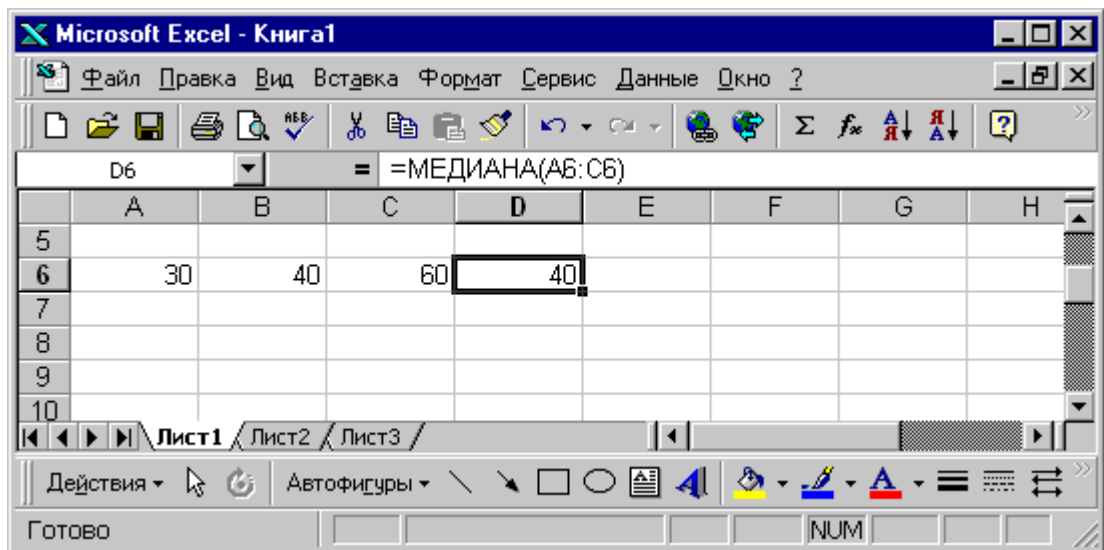 Microsoft Excel - Книга1
Файл Правка Вид Вставка Формат Сервис Данные Окно ?
D6 = =МЕДИАНА(A6:C6)
A B C D E F G H
5
6 30 40 60 40
7
8
9
10
Лист1 Лист2 Лист3
Действия Автофигуры
Готово NUM